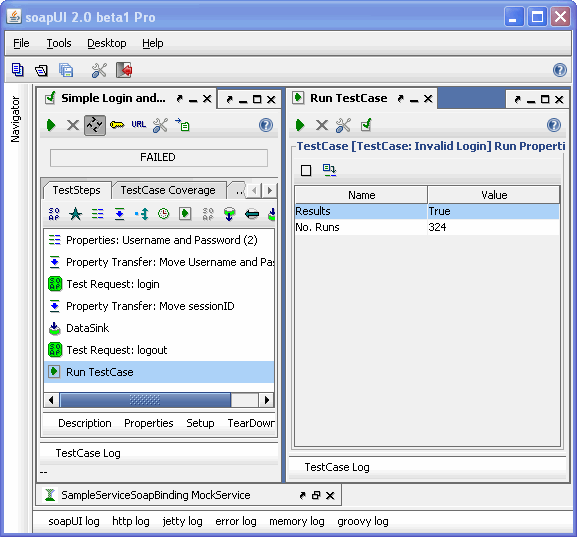 soapUI 2.0 beta1 Pro
File Tools Desktop Help
Navigator
Simple Login and...
URL
FAILED
TestSteps TestCase Coverage ..
Properties: Username and Password (2)
Property Transfer: Move Username and Pas
Test Request: login
Property Transfer: Move sessionID
DataSink
Test Request: logout
Run TestCase
Description Properties Setup TearDown
TestCase Log
--
Run TestCase
TestCase [TestCase: Invalid Login] Run Properti
Name Value
Results True
No. Runs 324
TestCase Log
SampleServiceSoapBinding MockService
soapUI log http log jetty log error log memory log groovy log